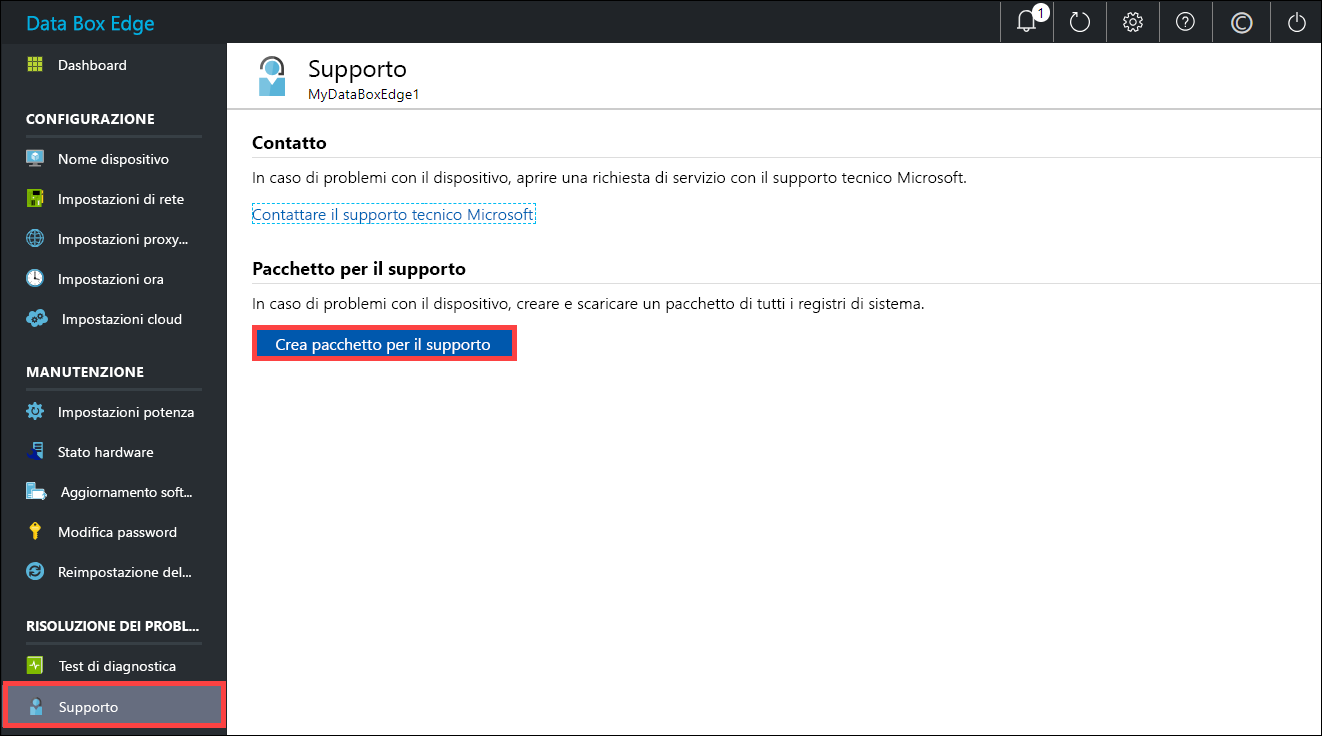 Data Box Edge
1
Dashboard
CONFIGURAZIONE
Nome dispositivo
Impostazioni di rete
Impostazioni proxy...
Impostazioni ora
Impostazioni cloud
MANUTENZIONE
Impostazioni potenza
Stato hardware
Aggiornamento soft...
Modifica password
Reimpostazione del...
RISOLUZIONE DEI PROBL...
Test di diagnostica
Supporto
Supporto
MyDataBoxEdge1
Contatto
In caso di problemi con il dispositivo, aprire una richiesta di servizio con il supporto tecnico Microsoft.
Contattare il supporto tecnico Microsoft
Pacchetto per il supporto
In caso di problemi con il dispositivo, creare e scaricare un pacchetto di tutti i registri di sistema.
Crea pacchetto per il supporto